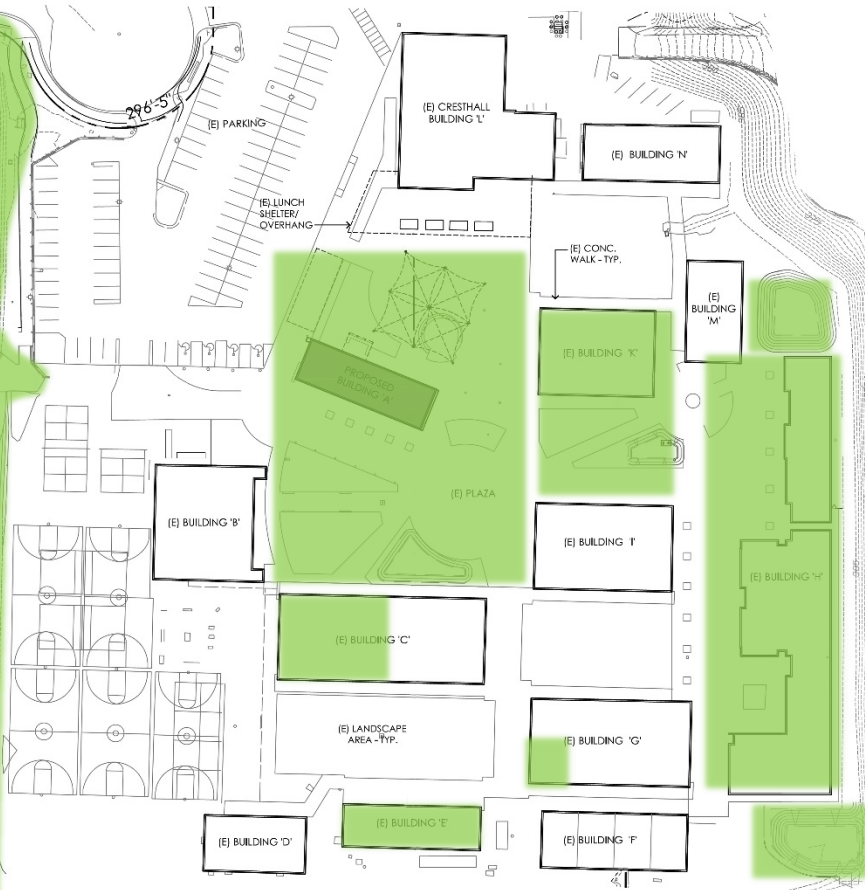 296'-5"
(E) PARKING
(E) CRESTHALL
BUILDING 'L'
(E) BUILDING 'N'
(E) LUNCH
SHELTER/
OVERHANG
(E) CONC.
WALK - TYP.
(E)
BUILDING
'M'
(E) BUILDING 'K'
PROPOSED
BUILDING 'A'
(E) PLAZA
(E) BUILDING 'B'
(E) BUILDING 'I'
(E) BUILDING 'H'
(E) BUILDING 'C'
(E) LANDSCAPE
AREA - TYP.
(E) BUILDING 'G'
(E) BUILDING 'D'
(E) BUILDING 'E'
(E) BUILDING 'F'